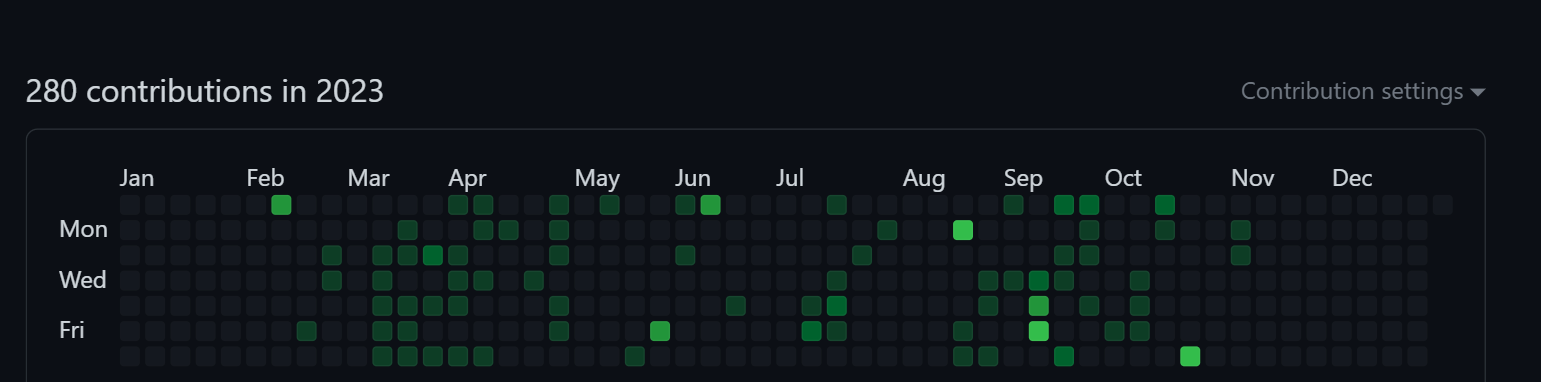 280 contributions in 2023
Contribution settings
Jan Feb Mar Apr May Jun Jul Aug Sep Oct Nov Dec
Mon
Wed
Fri